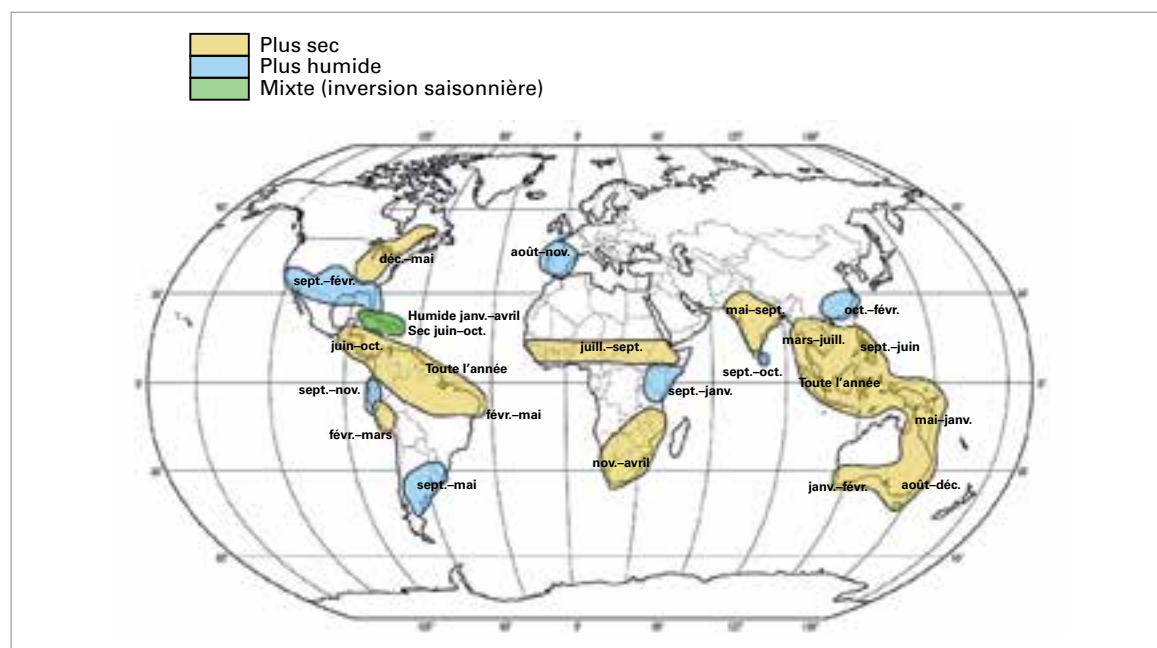 Plus sec
Plus humide
Mixte (inversion saisonnière)
août–nov.
déc.–mai
sept.–févr.
Humide janv.–avril
Sec juin–oct.
juin–oct.
Toute l'année
sept.–nov.
févr.–mai
févr.–mars
sept.–mai
juill.–sept.
sept.–janv.
nov.–avril
mai–sept.
oct.–févr.
mars–juill.
sept.–juin
sept.–oct.
Toute l'année
mai–janv.
janv.–févr.
août–déc.